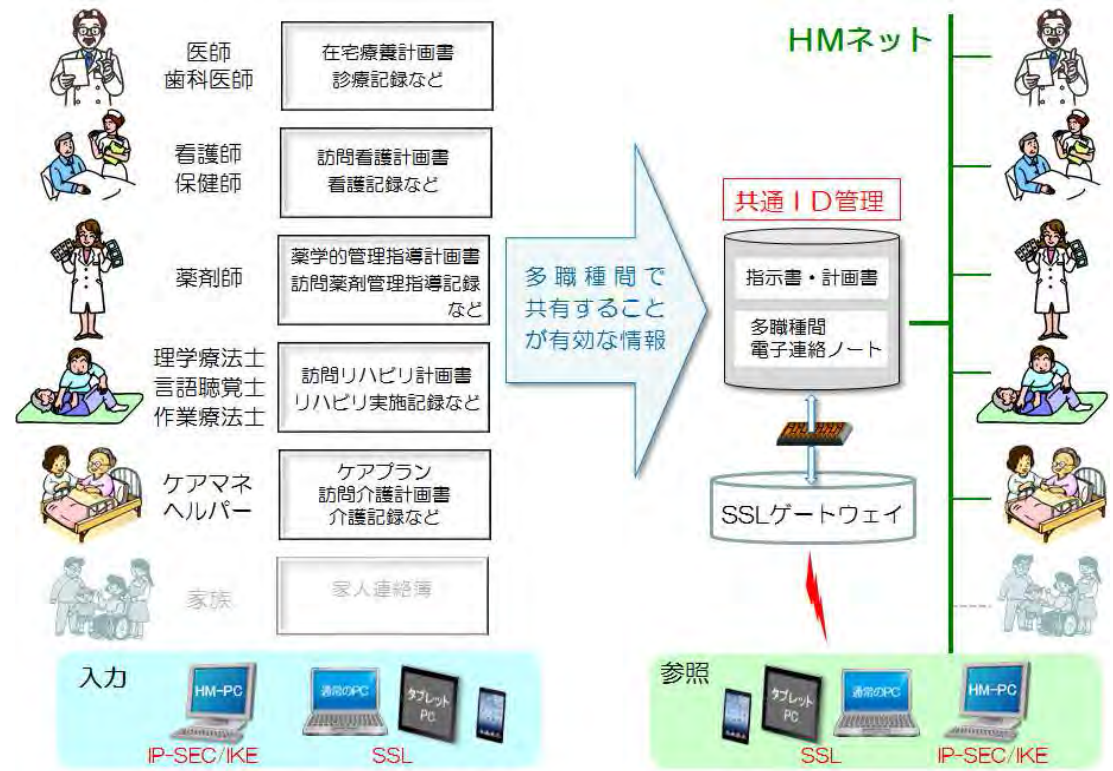 医師
歯科医師
在宅療養計画書
診療記録など
看護師
保健師
訪問看護計画書
看護記録など
薬剤師
薬学的管理指導計画書
訪問薬剤管理指導記録
など
理学療法士
言語聴覚士
作業療法士
訪問リハビリ計画書
リハビリ実施記録など
ケアマネ
ヘルパー
ケアプラン
訪問介護計画書
介護記録など
家族
家人連絡簿
多職種間で
共有すること
が有効な情報
HMネット
共通ID管理
指示書・計画書
多職種間
電子連絡ノート
SSLゲートウェイ
入力
HM-PC
通常のPC
タブレット
PC
IP-SEC/IKE
SSL
参照
タブレット
PC
通常のPC
HM-PC
SSL
IP-SEC/IKE